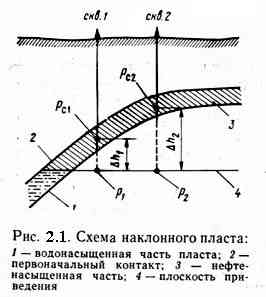 скв.1 скв.2
Pс1
Pс2
Δh1
Δh2
2
3
1
P1
P2
4
Рис. 2.1. Схема наклонного пласта:
1 — водонасыщенная часть пласта; 2 —
первоначальный контакт; 3 — нефте-
насыщенная часть; 4 — плоскость при-
ведения